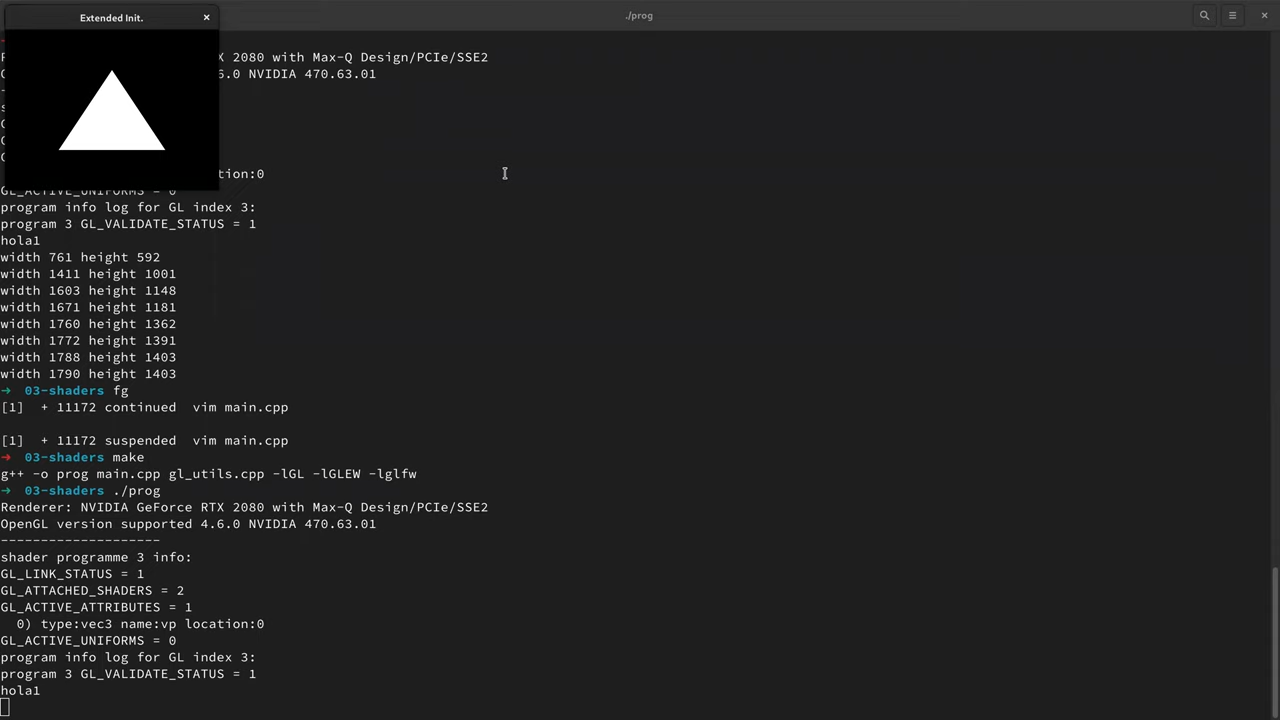 Extended Init.
./prog
X 2080 with Max-Q Design/PCIe/SSE2
6.0 NVIDIA 470.63.01
tion:0
GL_ACTIVE_UNIFORMS = 0
program info log for GL index 3:
program 3 GL_VALIDATE_STATUS = 1
hola1
width 761 height 592
width 1411 height 1001
width 1603 height 1148
width 1671 height 1181
width 1760 height 1362
width 1772 height 1391
width 1788 height 1403
width 1790 height 1403
➜ 03-shaders fg
[1] + 11172 continued vim main.cpp
[1] + 11172 suspended vim main.cpp
➜ 03-shaders make
g++ -o prog main.cpp gl_utils.cpp -lGL -lGLEW -lglfw
➜ 03-shaders ./prog
Renderer: NVIDIA GeForce RTX 2080 with Max-Q Design/PCIe/SSE2
OpenGL version supported 4.6.0 NVIDIA 470.63.01
--------------------
shader programme 3 info:
GL_LINK_STATUS = 1
GL_ATTACHED_SHADERS = 2
GL_ACTIVE_ATTRIBUTES = 1
0) type:vec3 name:vp location:0
GL_ACTIVE_UNIFORMS = 0
program info log for GL index 3:
program 3 GL_VALIDATE_STATUS = 1
hola1